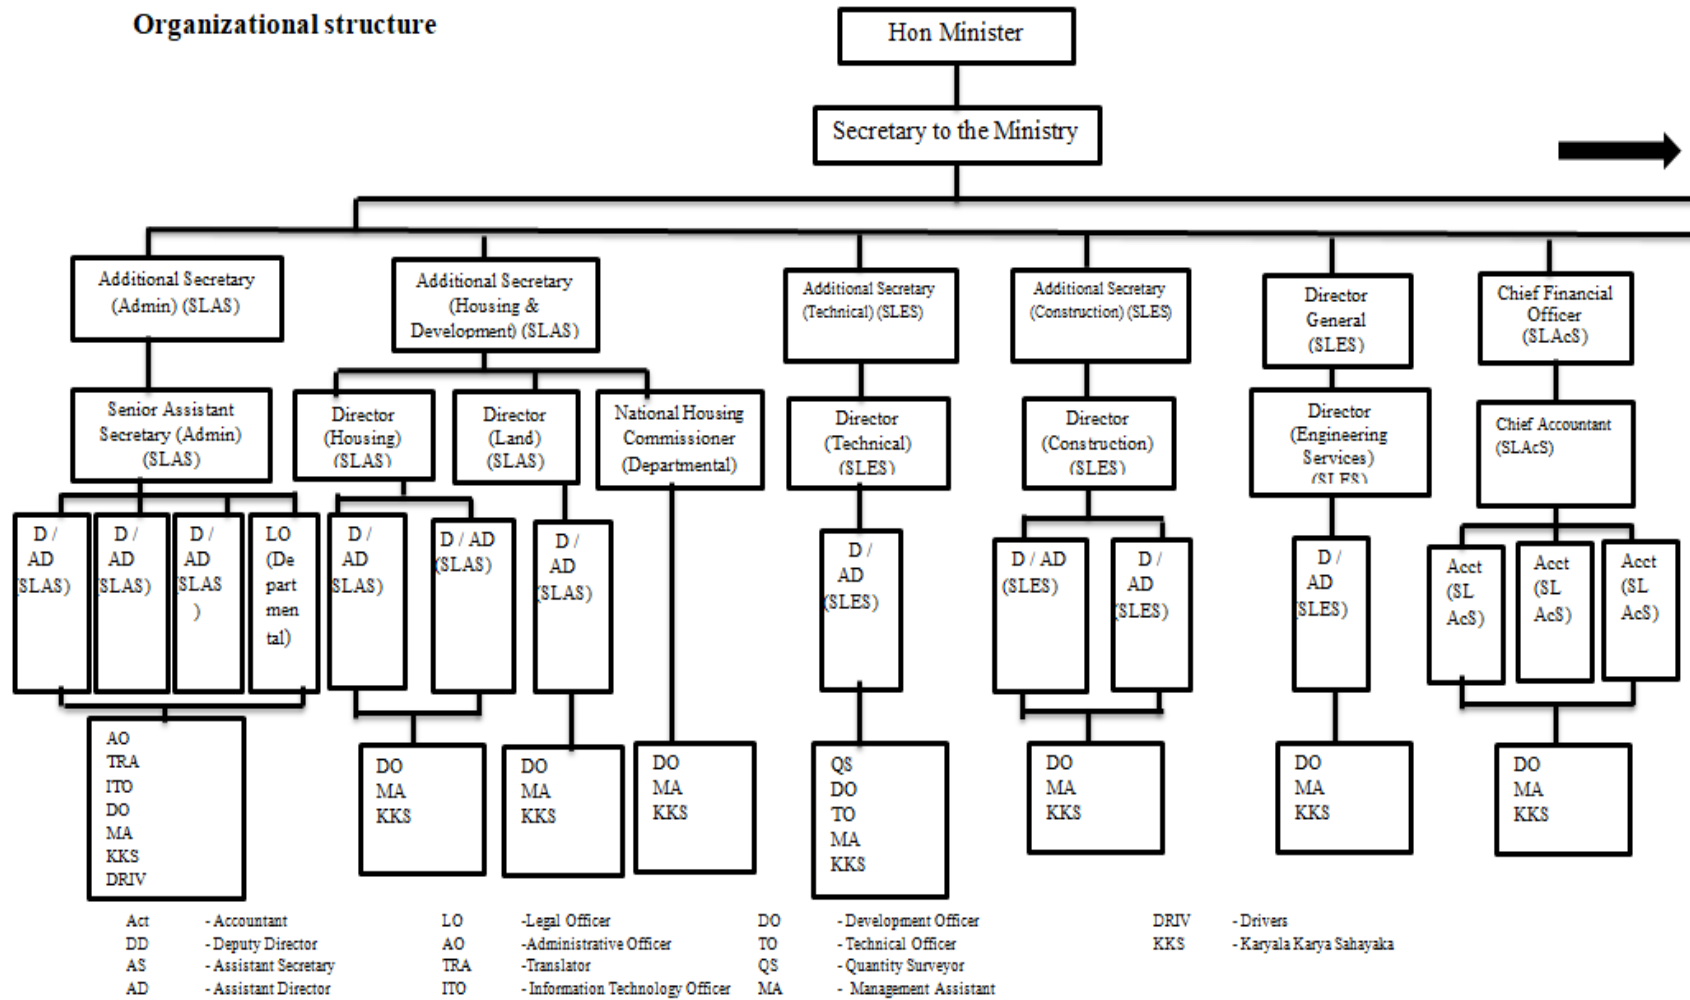 Organizational structure
Hon Minister
Secretary to the Ministry
Additional Secretary
(Admin) (SLAS)
Additional Secretary
(Housing &
Development) (SLAS)
Additional Secretary
(Technical) (SLES)
Additional Secretary
(Construction) (SLES)
Director
General
(SLES)
Chief Financial
Officer
(SLAcS)
Senior Assistant
Secretary (Admin)
(SLAS)
Director
(Housing)
(SLAS)
Director
(Land)
(SLAS)
National Housing
Commissioner
(Departmental)
Director
(Technical)
(SLES)
Director
(Construction)
(SLES)
Director
(Engineering
Services)
(SLES)
Chief Accountant
(SLAcS)
D /
AD
(SLAS)
D /
AD
(SLAS)
D /
AD
(SLAS
)
LO
(De
part
men
tal)
D /
AD
(SLAS)
D / AD
(SLAS)
D /
AD
(SLAS)
D /
AD
(SLES)
D / AD
(SLES)
D /
AD
(SLES)
D /
AD
(SLES)
Acct
(SL
AcS)
Acct
(SL
AcS)
Acct
(SL
AcS)
AO
TRA
ITO
DO
MA
KKS
DRIV
DO
MA
KKS
DO
MA
KKS
DO
MA
KKS
QS
DO
TO
MA
KKS
DO
MA
KKS
DO
MA
KKS
DO
MA
KKS
Act - Accountant LO -Legal Officer DO - Development Officer DRIV - Drivers
DD - Deputy Director AO -Administrative Officer TO - Technical Officer KKS - Karyala Karya Sahayaka
AS - Assistant Secretary TRA -Translator QS - Quantity Surveyor
AD - Assistant Director ITO - Information Technology Officer MA - Management Assistant